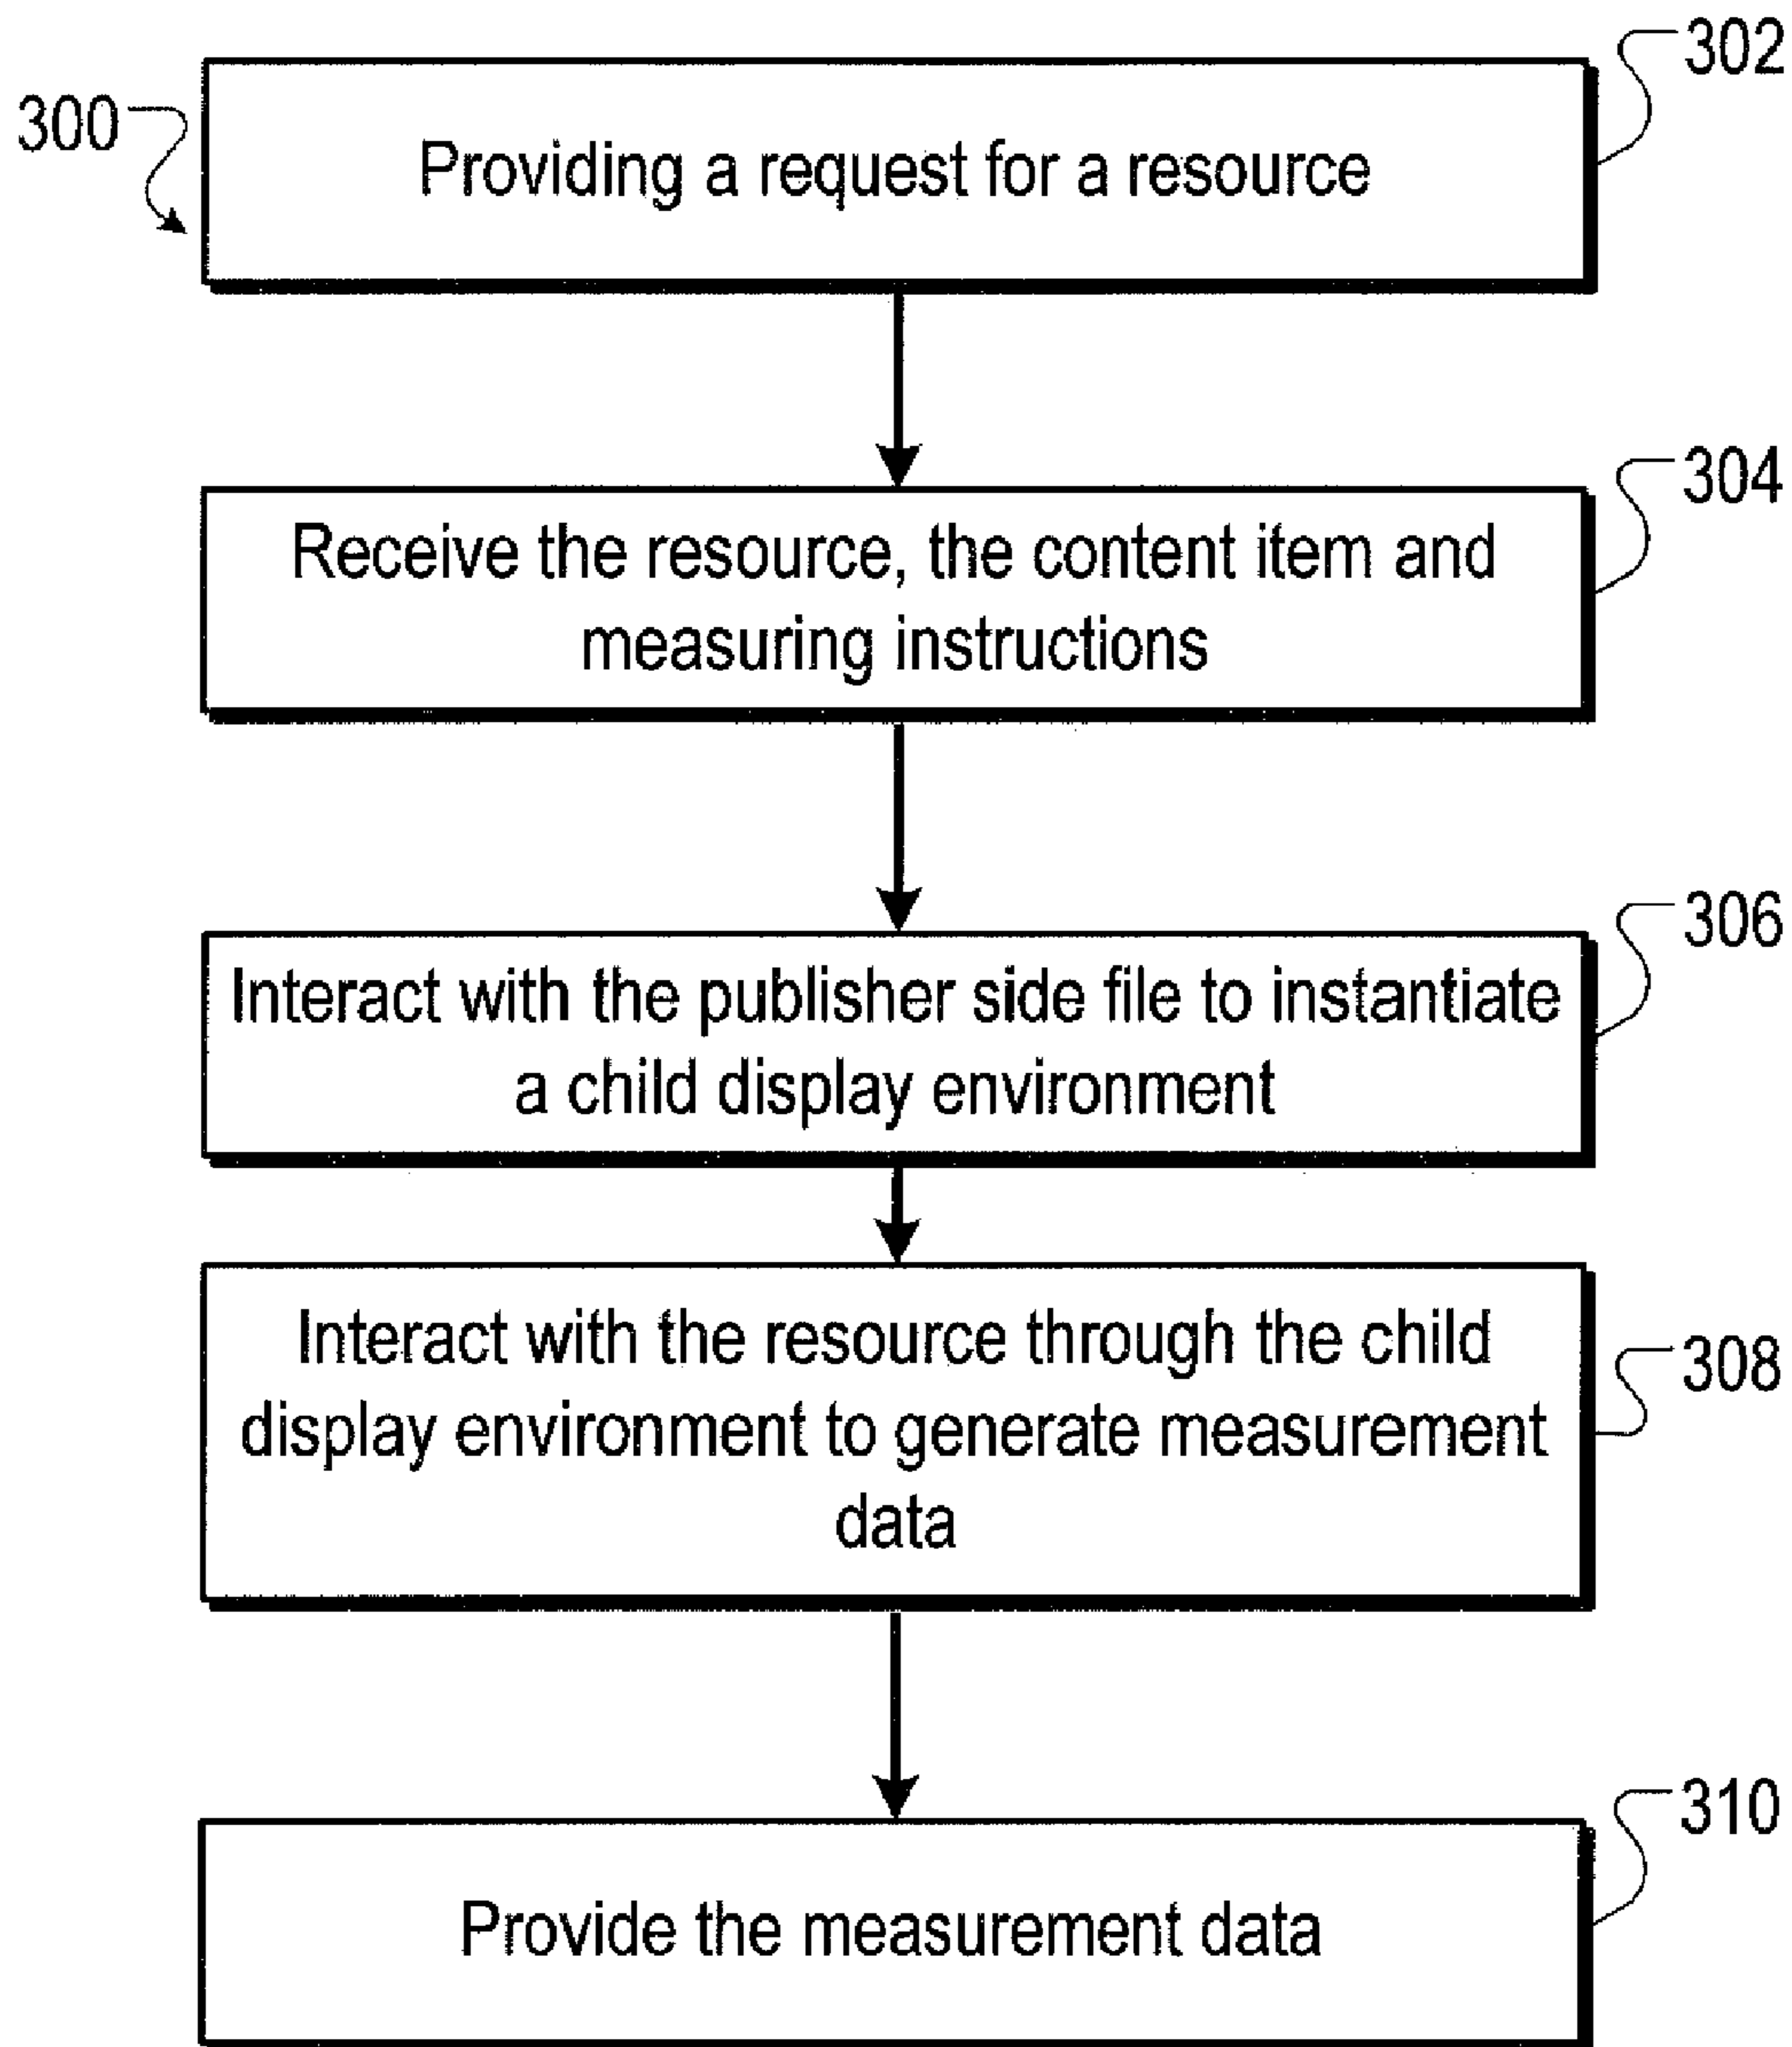 302
300
Providing a request for a resource
304
Receive the resource, the content item and
measuring instructions
306
Interact with the publisher side file to instantiate
a child display environment
308
Interact with the resource through the child
display environment to generate measurement
data
310
Provide the measurement data